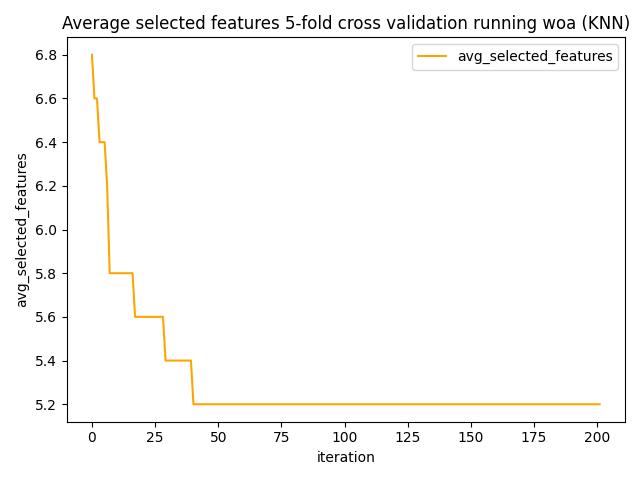 Average selected features 5-fold cross validation running woa (KNN)
avg_selected_features
avg_selected_features
6.8
6.6
6.4
6.2
6.0
5.8
5.6
5.4
5.2
0 25 50 75 100 125 150 175 200
iteration